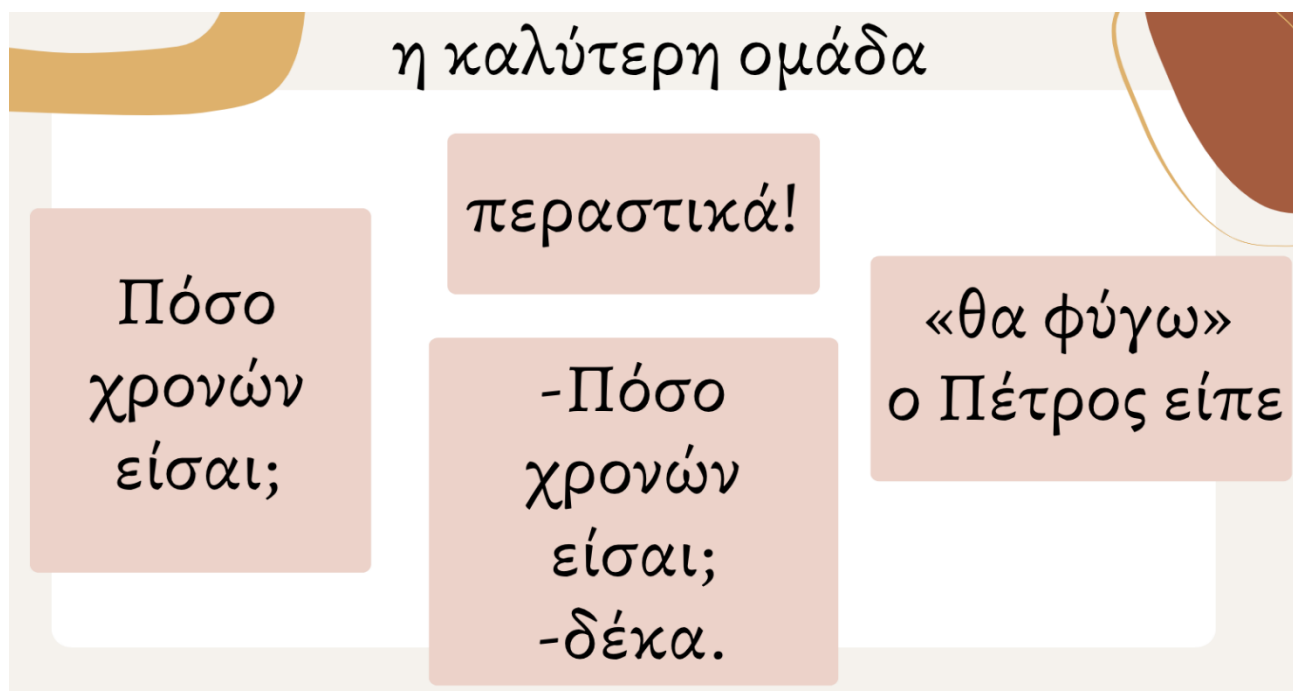 η καλύτερη ομάδα
περαστικά!
Πόσο
χρονών
είσαι;
-Πόσο
χρονών
είσαι;
-δέκα.
«θα φύγω»
ο Πέτρος είπε